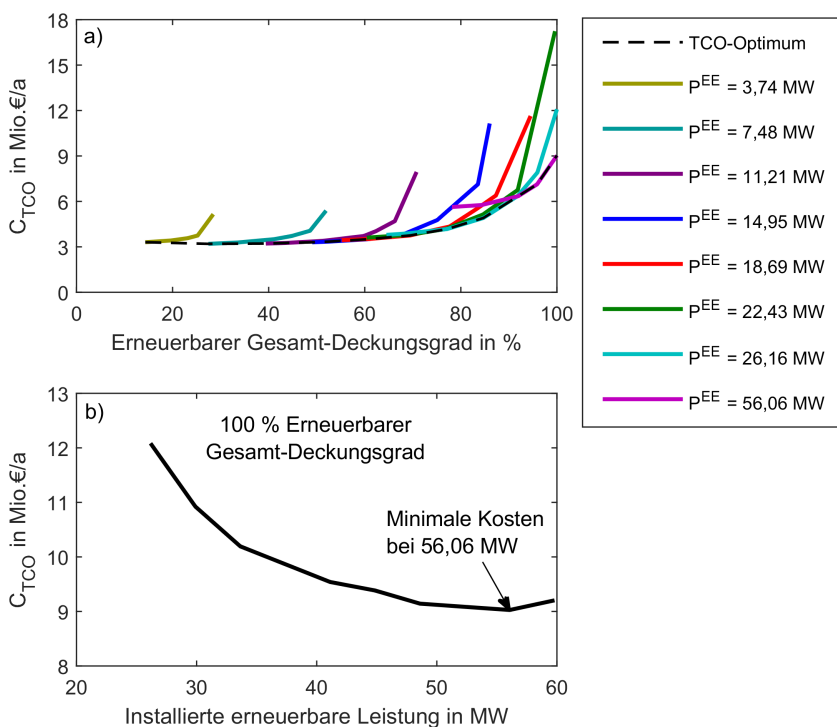 a)
18
15
12
9
6
3
0
C_TCO in Mio.€/a
0
20
40
60
80
100
Erneuerbarer Gesamt-Deckungsgrad in %
TCO-Optimum
P^EE = 3,74 MW
P^EE = 7,48 MW
P^EE = 11,21 MW
P^EE = 14,95 MW
P^EE = 18,69 MW
P^EE = 22,43 MW
P^EE = 26,16 MW
P^EE = 56,06 MW
b)
13
12
11
10
9
8
C_TCO in Mio.€/a
100 % Erneuerbarer
Gesamt-Deckungsgrad
Minimale Kosten
bei 56,06 MW
20
30
40
50
60
Installierte erneuerbare Leistung in MW